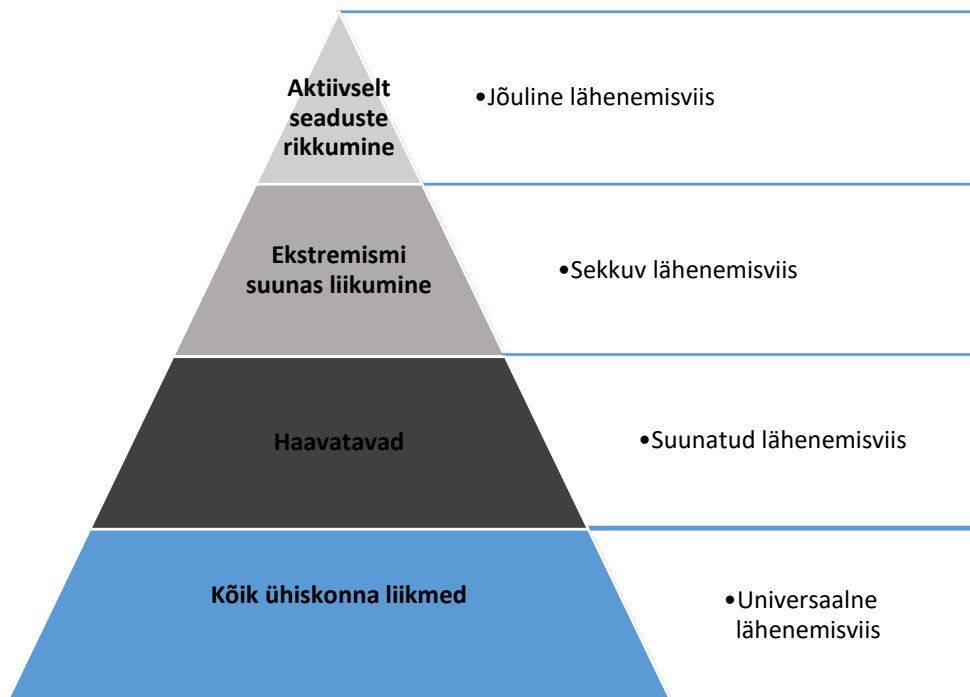 Aktiivselt
seaduste
rikkumine
•Jõuline lähenemisviis
Ekstremismi
suunas liikumine
•Sekkuv lähenemisviis
Haavatavad
•Suunatud lähenemisviis
Kõik ühiskonna liikmed
•Universaalne
lähenemisviis